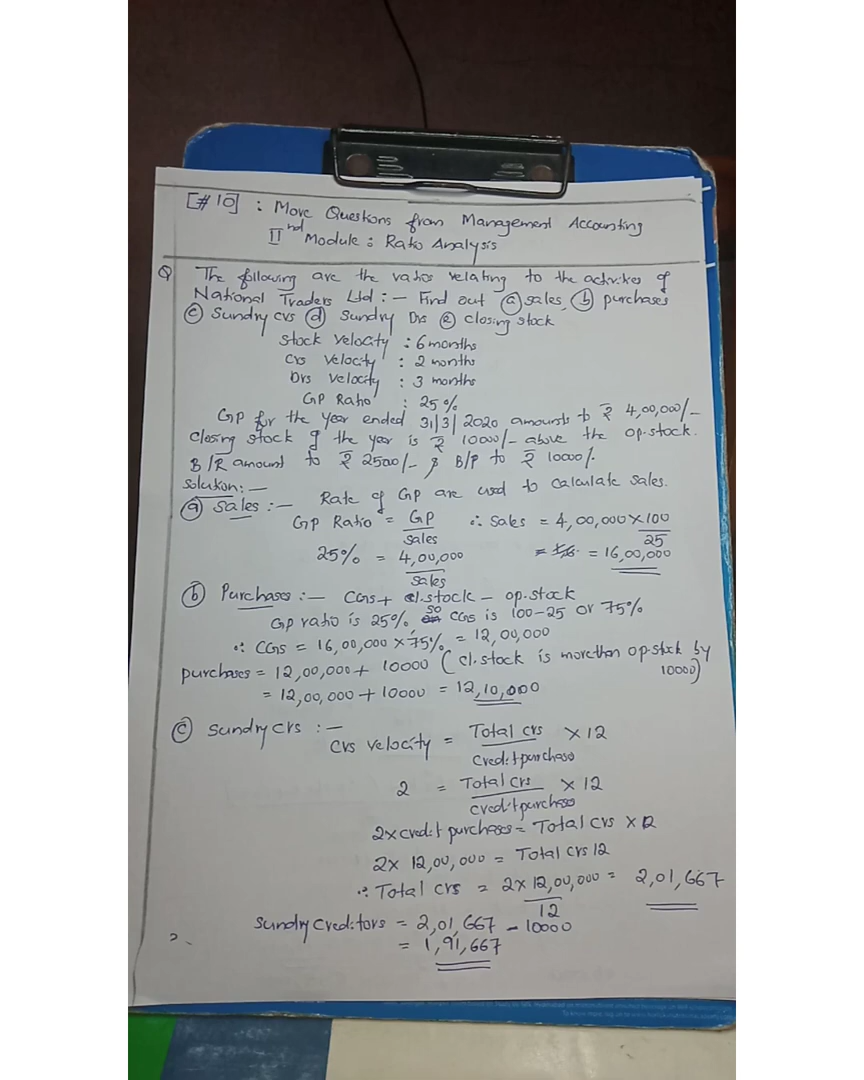 [#10] : More Questions from Management Accounting
IInd Module : Ratio Analysis
Q The following are the ratios relating to the activities of
National Traders Ltd :— Find out (a) sales, (b) purchases
(c) Sundry crs (d) Sundry Drs (e) closing stock
Stock Velocity : 6 months
Crs Velocity : 2 months
Drs Velocity : 3 months
GP Ratio : 25%
GP for the year ended 31/3/2020 amounts to ₹ 4,00,000/-
Closing stock of the year is ₹ 10000/- above the op.stock.
B/R amount to ₹ 25000/- & B/P to ₹ 10000/.
Solution:—
(a) Sales :— Rate of GP are used to calculate sales.
GP Ratio = GP/Sales ∴ Sales = 4,00,000 × 100/25
25% = 4,00,000/Sales = = 16,00,000
(b) Purchases :— CGS + cl.stock — op.stock
GP ratio is 25% so CGS is 100-25 or 75%
∴ CGS = 16,00,000 × 75% = 12,00,000
purchases = 12,00,000 + 10000 (cl.stock is more than op.stock by
10000)
= 12,00,000 + 10000 = 12,10,000
(c) Sundry crs :—
Crs Velocity = Total crs/credit purchase × 12
2 = Total crs/credit purchase × 12
2 × credit purchases = Total crs × 12
2 × 12,00,000 = Total crs 12
∴ Total crs = 2 × 12,00,000/12 = 2,01,667
Sundry Creditors = 2,01,667 - 10000
= 1,91,667